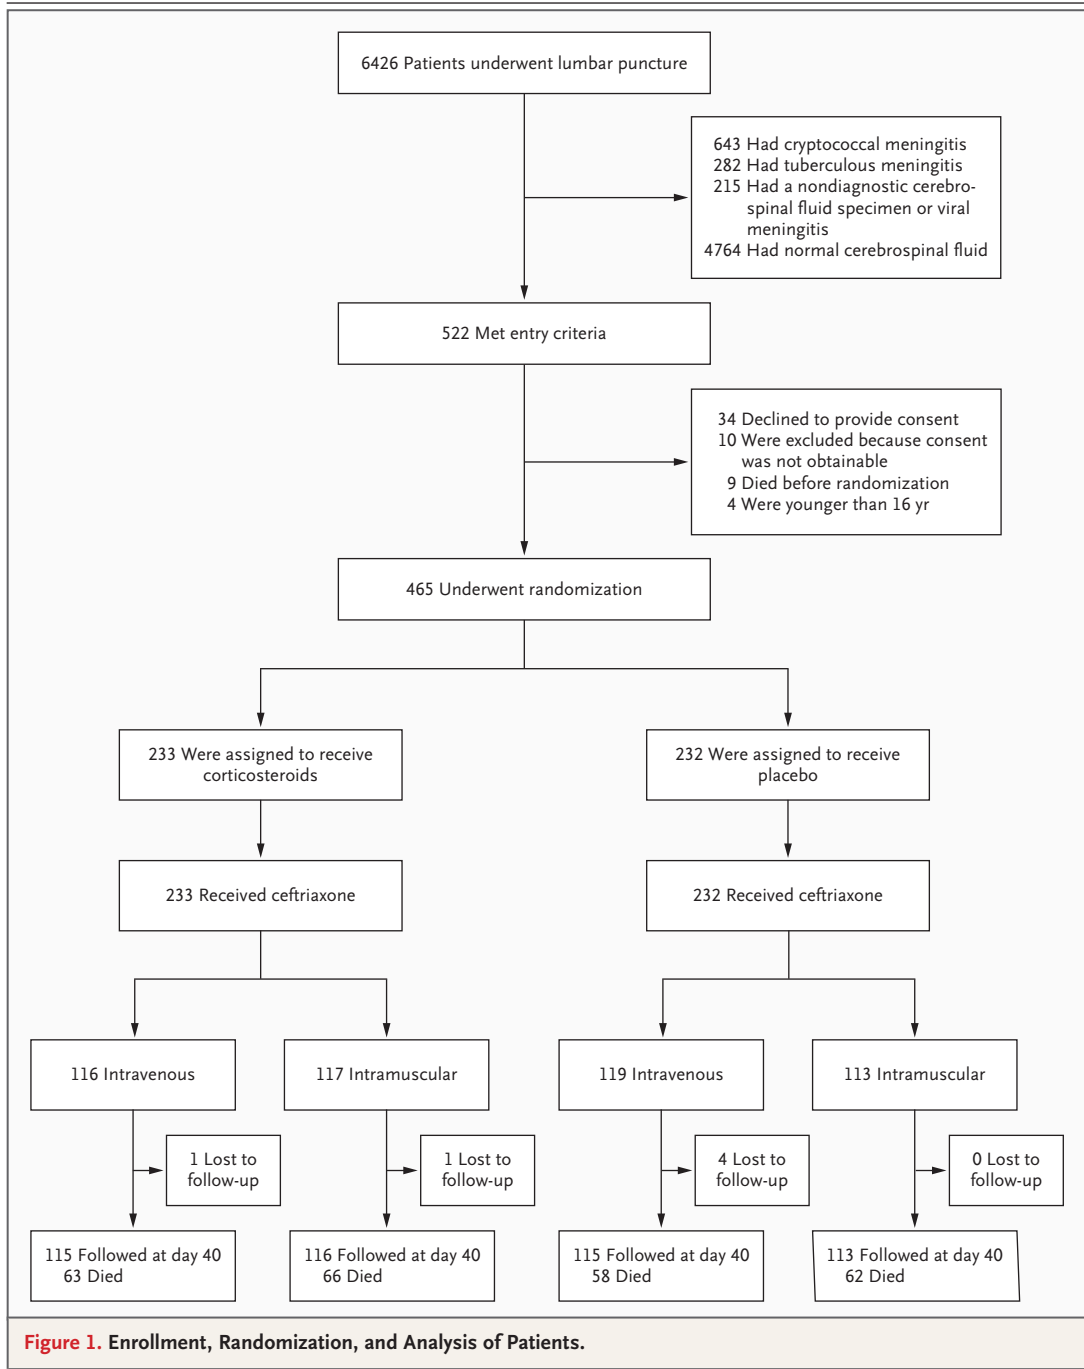 6426 Patients underwent lumbar puncture
643 Had cryptococcal meningitis
282 Had tuberculous meningitis
215 Had a nondiagnostic cerebro-
spinal fluid specimen or viral
meningitis
4764 Had normal cerebrospinal fluid
522 Met entry criteria
34 Declined to provide consent
10 Were excluded because consent
was not obtainable
9 Died before randomization
4 Were younger than 16 yr
465 Underwent randomization
233 Were assigned to receive
corticosteroids
232 Were assigned to receive
placebo
233 Received ceftriaxone
232 Received ceftriaxone
116 Intravenous
117 Intramuscular
119 Intravenous
113 Intramuscular
1 Lost to
follow-up
1 Lost to
follow-up
4 Lost to
follow-up
0 Lost to
follow-up
115 Followed at day 40
63 Died
116 Followed at day 40
66 Died
115 Followed at day 40
58 Died
113 Followed at day 40
62 Died
Figure 1. Enrollment, Randomization, and Analysis of Patients.